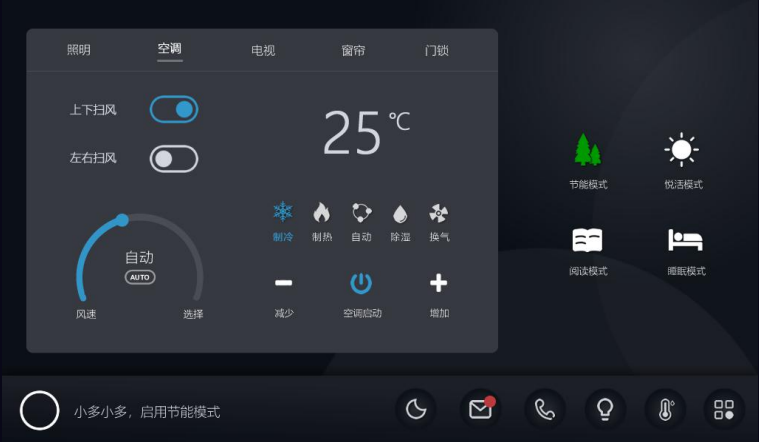 照明 空调 电视 窗帘 门锁
上下扫风
25℃
左右扫风
节能模式 悦活模式
制冷 制热 自动 除湿 换气
自动
AUTO
阅读模式 睡眠模式
风速 选择 减少 空调启动 增加
小多小多，启用节能模式